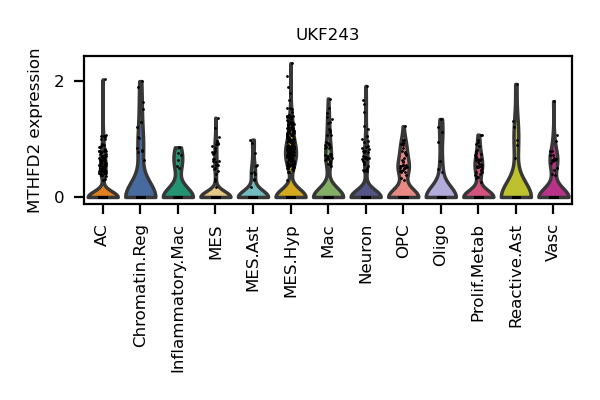 UKF243
MTHFD2 expression
2
0
AC
Chromatin.Reg
Inflammatory.Mac
MES
MES.Ast
MES.Hyp
Mac
Neuron
OPC
Oligo
Prolif.Metab
Reactive.Ast
Vasc